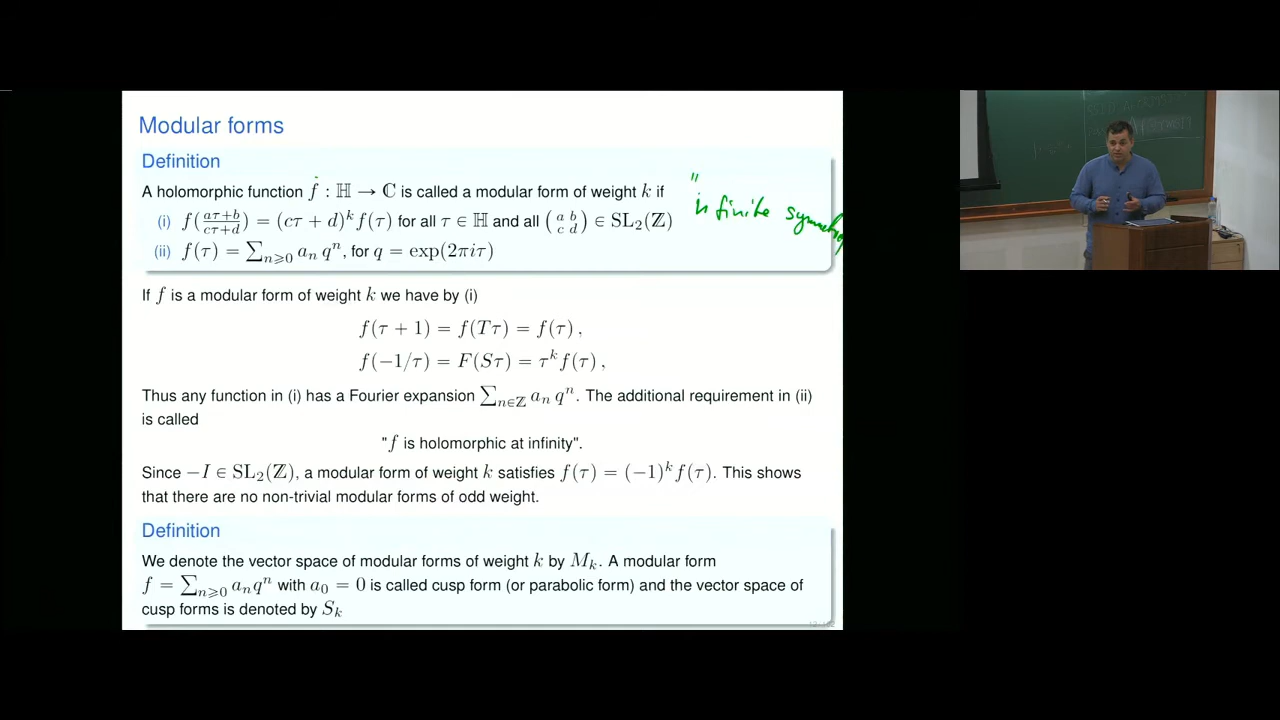 Modular forms
Definition
A holomorphic function f : ℍ → ℂ is called a modular form of weight k if
(i) f(\frac{aτ+b}{cτ+d}) = (cτ + d)^k f(τ) for all τ ∈ ℍ and all (\begin{smallmatrix} a & b \\ c & d \end{smallmatrix}) ∈ SL₂(ℤ)
(ii) f(τ) = ∑_{n⩾0} a_n q^n, for q = exp(2πiτ)
" infinite symmetry
If f is a modular form of weight k we have by (i)
f(τ + 1) = f(Tτ) = f(τ) ,
f(−1/τ) = F(Sτ) = τ^k f(τ) ,
Thus any function in (i) has a Fourier expansion ∑_{n∈ℤ} a_n q^n. The additional requirement in (ii)
is called
"f is holomorphic at infinity".
Since −I ∈ SL₂(ℤ), a modular form of weight k satisfies f(τ) = (−1)^k f(τ). This shows
that there are no non-trivial modular forms of odd weight.
Definition
We denote the vector space of modular forms of weight k by M_k. A modular form
f = ∑_{n⩾0} a_n q^n with a_0 = 0 is called cusp form (or parabolic form) and the vector space of
cusp forms is denoted by S_k